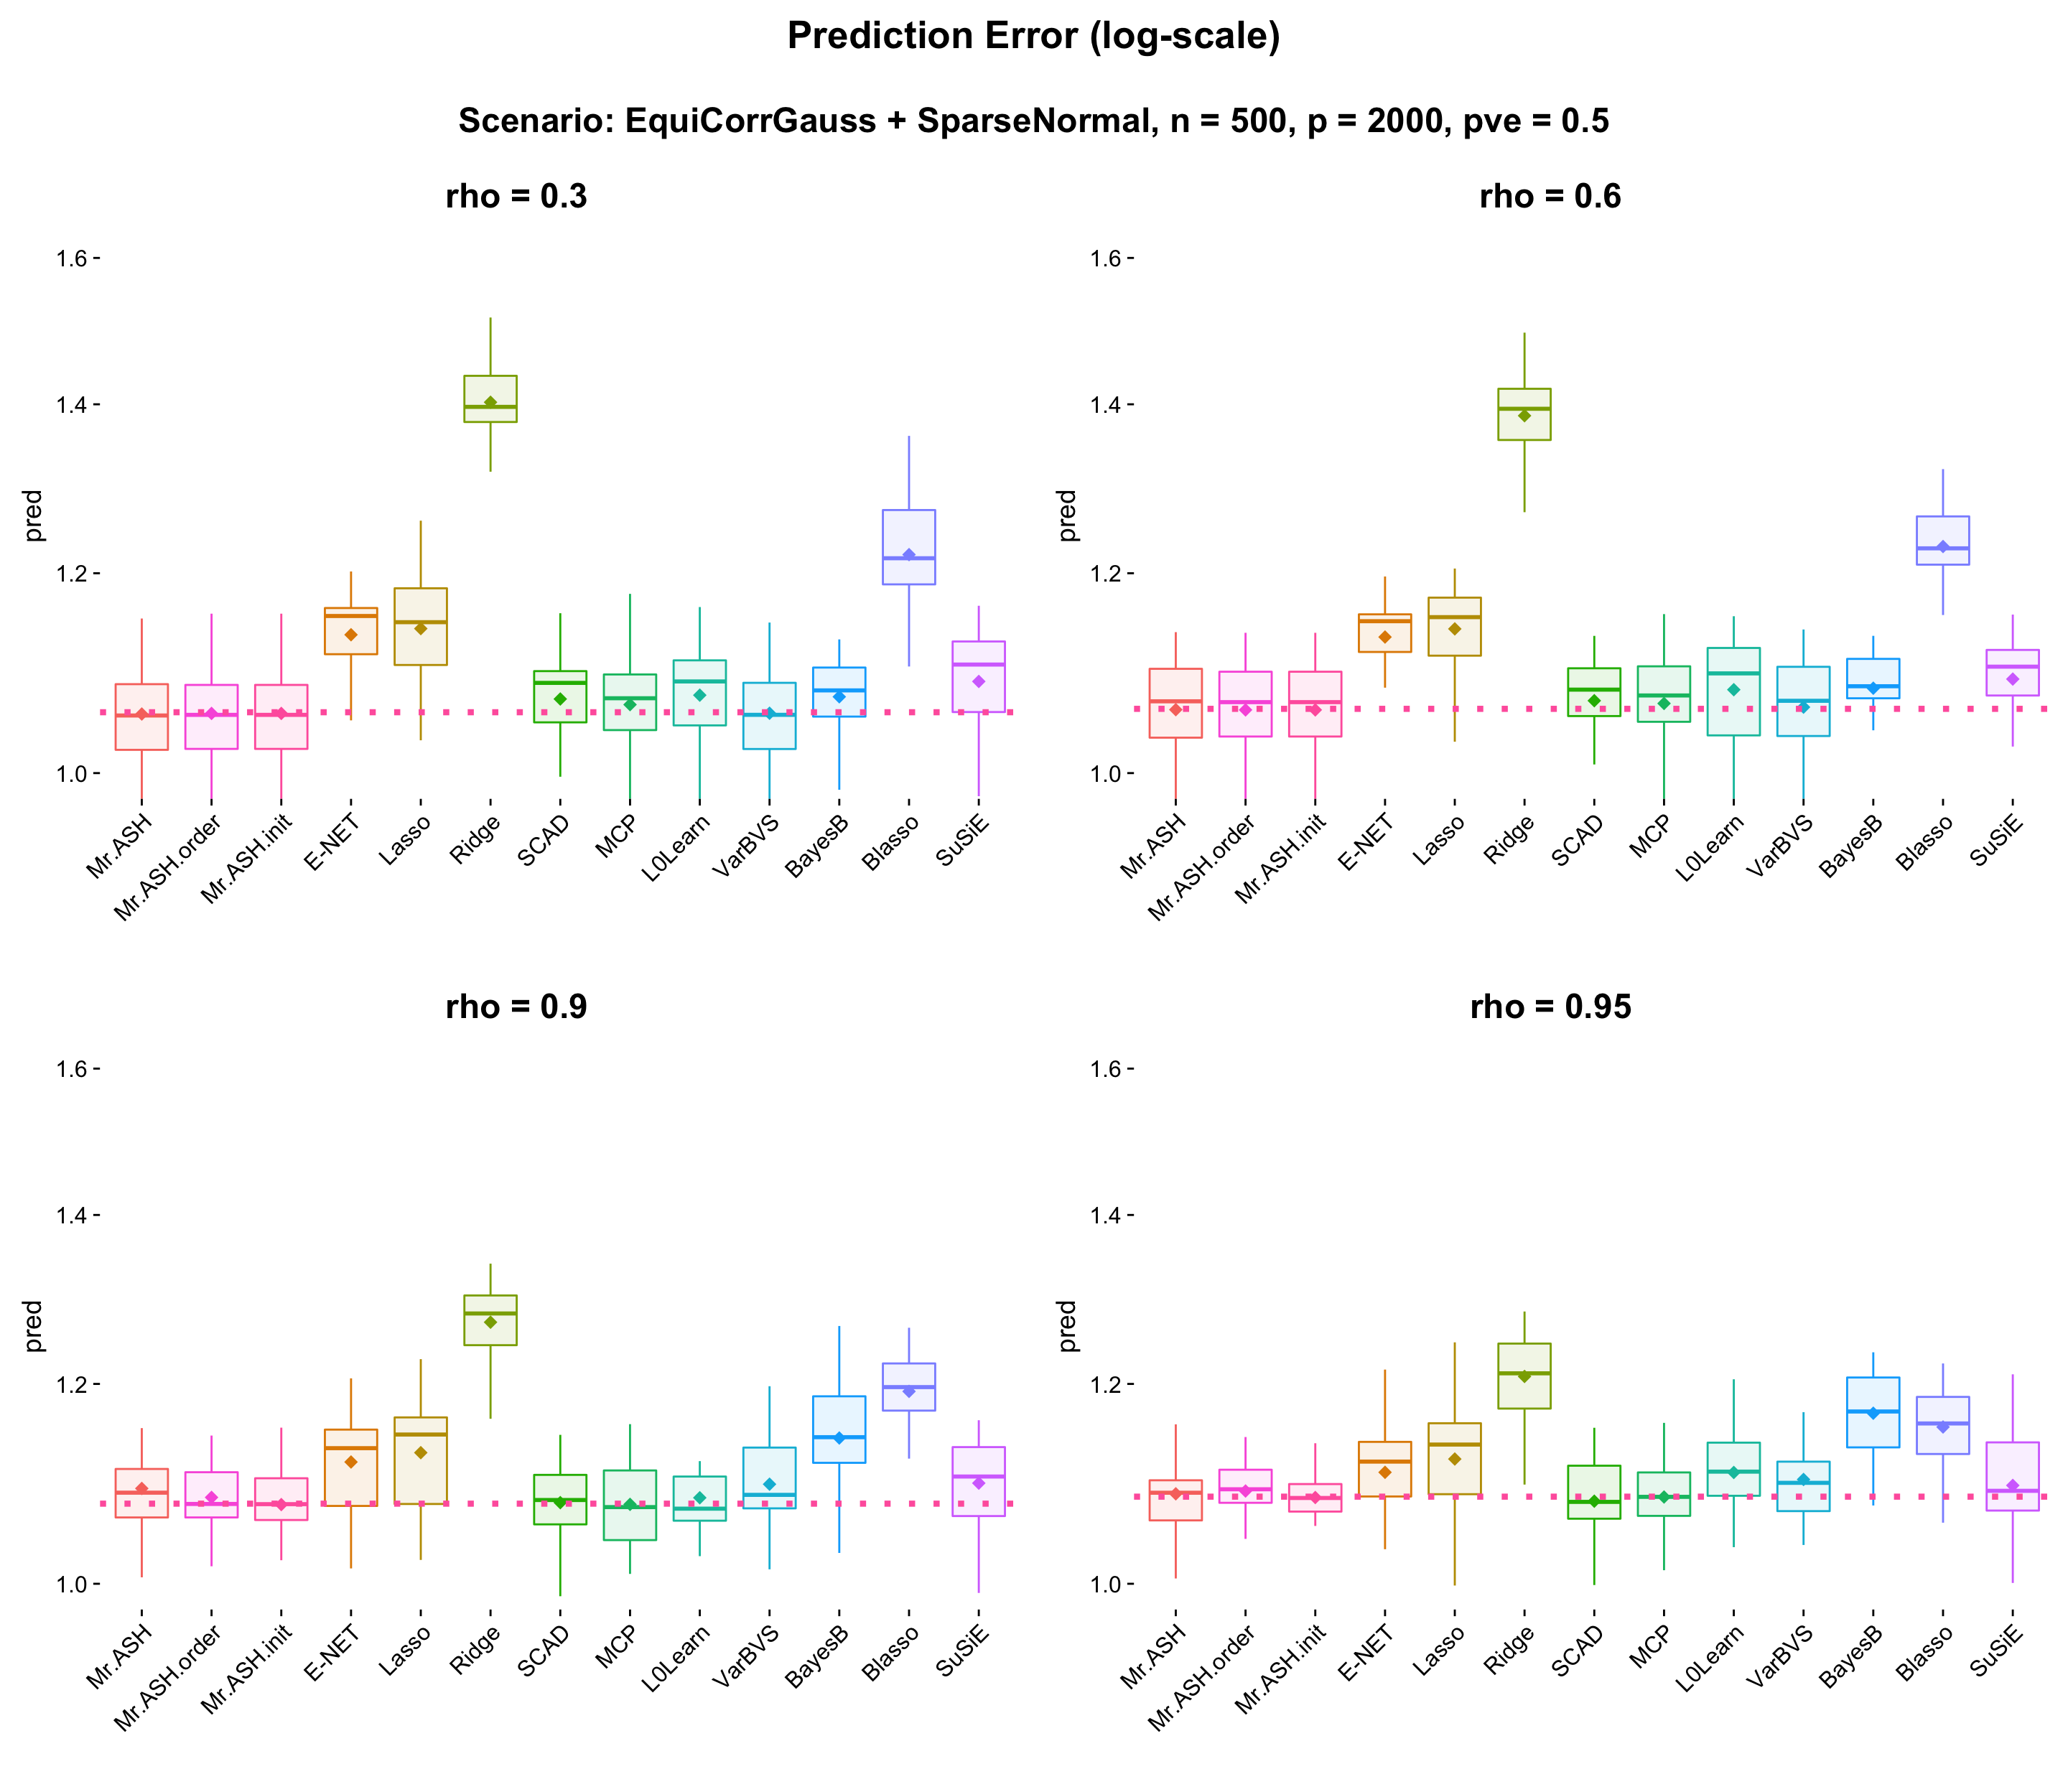 Prediction Error (log-scale)
Scenario: EquiCorrGauss + SparseNormal, n = 500, p = 2000, pve = 0.5
rho = 0.3
1.6
1.4
1.2
1.0
pred
Mr.ASH
Mr.ASH.order
Mr.ASH.init
E-NET
Lasso
Ridge
SCAD
MCP
L0Learn
VarBVS
BayesB
Blasso
SuSiE
rho = 0.6
1.6
1.4
1.2
1.0
pred
Mr.ASH
Mr.ASH.order
Mr.ASH.init
E-NET
Lasso
Ridge
SCAD
MCP
L0Learn
VarBVS
BayesB
Blasso
SuSiE
rho = 0.9
1.6
1.4
1.2
1.0
pred
Mr.ASH
Mr.ASH.order
Mr.ASH.init
E-NET
Lasso
Ridge
SCAD
MCP
L0Learn
VarBVS
BayesB
Blasso
SuSiE
rho = 0.95
1.6
1.4
1.2
1.0
pred
Mr.ASH
Mr.ASH.order
Mr.ASH.init
E-NET
Lasso
Ridge
SCAD
MCP
L0Learn
VarBVS
BayesB
Blasso
SuSiE